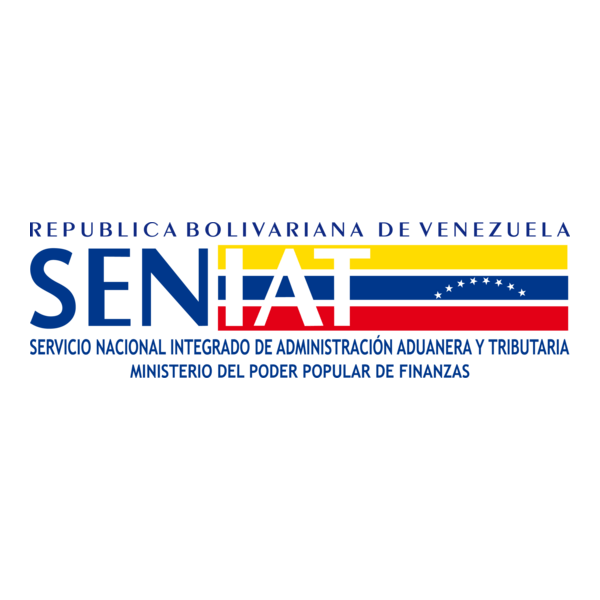 REPUBLICA BOLIVARIANA DE VENEZUELA
SENIAT
SERVICIO NACIONAL INTEGRADO DE ADMINISTRACIÓN ADUANERA Y TRIBUTARIA
MINISTERIO DEL PODER POPULAR DE FINANZAS